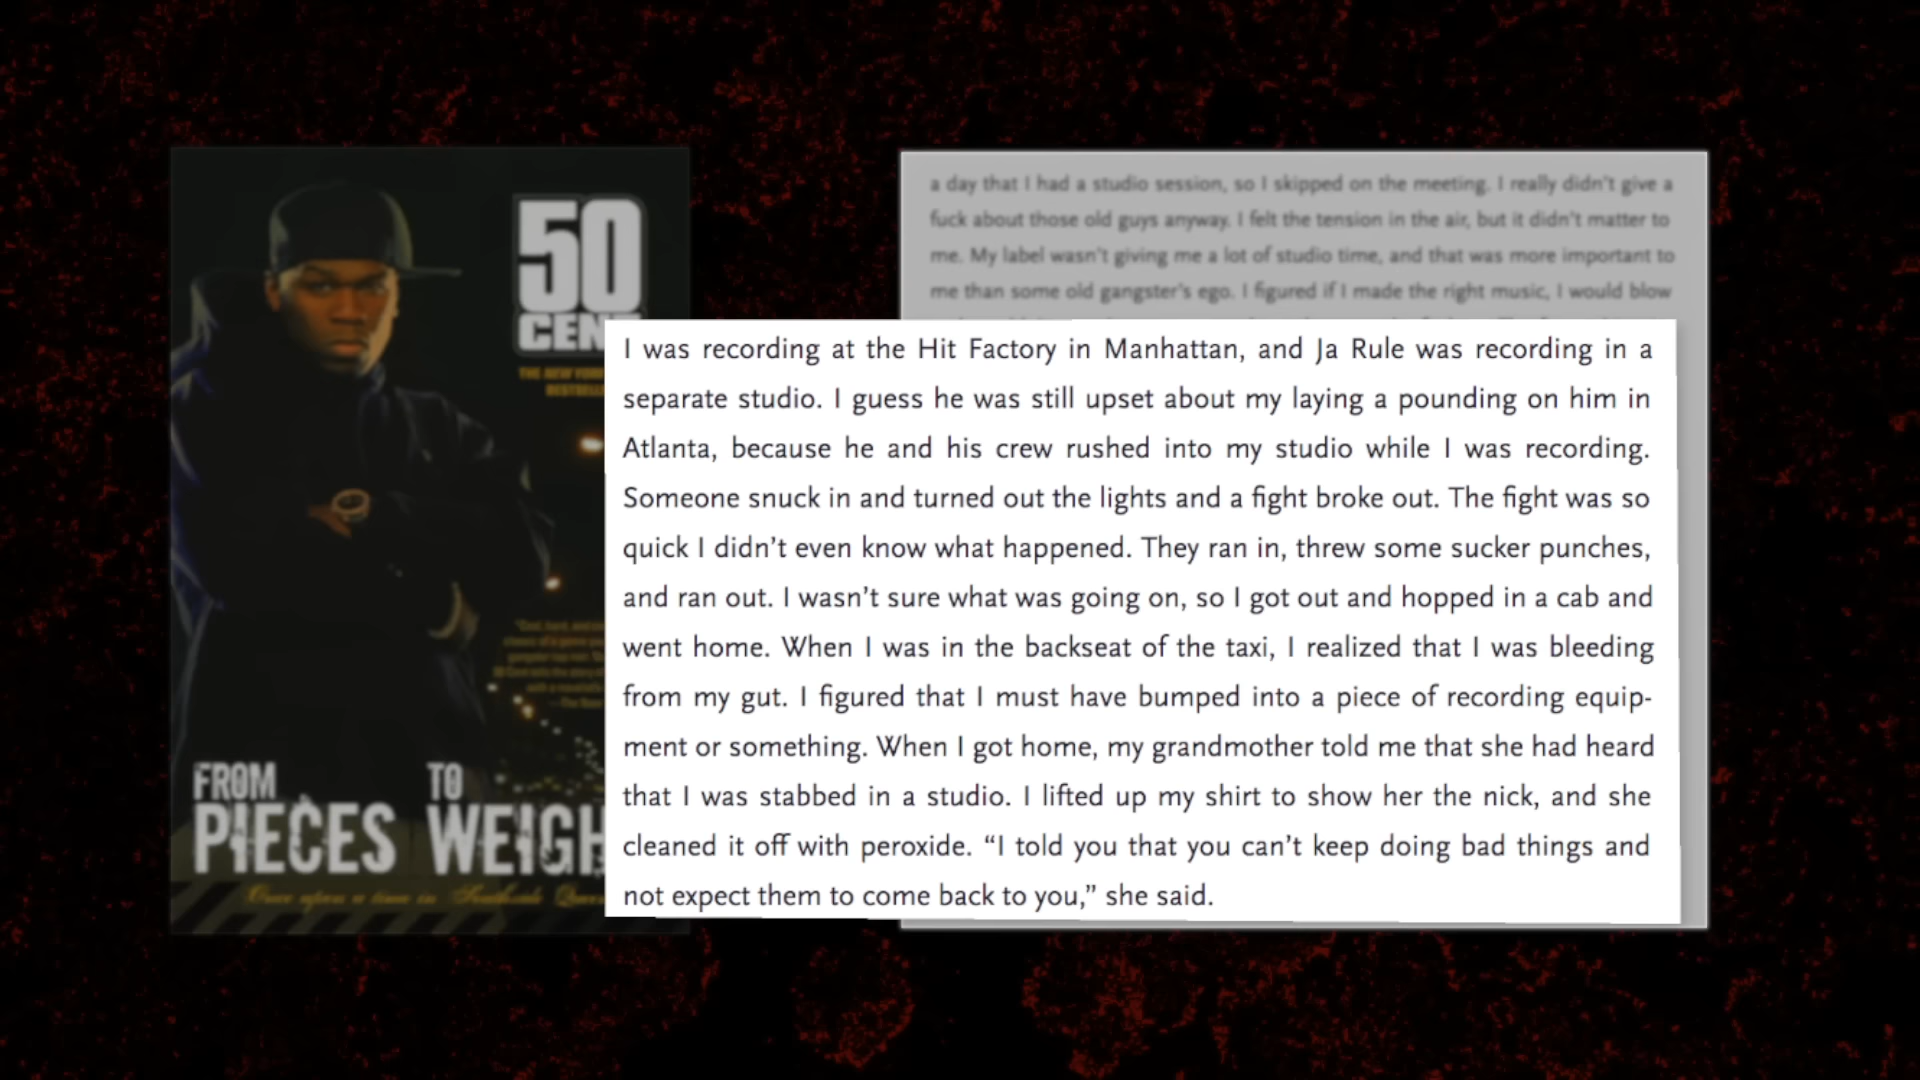 50
CEN
THE NEW YOR
BESTSELL
FROM TO
PIECES WEIGH
Once upon a time in Southside Quee
a day that I had a studio session, so I skipped on the meeting. I really didn't give a
fuck about those old guys anyway. I felt the tension in the air, but it didn't matter to
me. My label wasn't giving me a lot of studio time, and that was more important to
me than some old gangster's ego. I figured if I made the right music, I would blow
I was recording at the Hit Factory in Manhattan, and Ja Rule was recording in a
separate studio. I guess he was still upset about my laying a pounding on him in
Atlanta, because he and his crew rushed into my studio while I was recording.
Someone snuck in and turned out the lights and a fight broke out. The fight was so
quick I didn’t even know what happened. They ran in, threw some sucker punches,
and ran out. I wasn’t sure what was going on, so I got out and hopped in a cab and
went home. When I was in the backseat of the taxi, I realized that I was bleeding
from my gut. I figured that I must have bumped into a piece of recording equip-
ment or something. When I got home, my grandmother told me that she had heard
that I was stabbed in a studio. I lifted up my shirt to show her the nick, and she
cleaned it off with peroxide. “I told you that you can’t keep doing bad things and
not expect them to come back to you,” she said.